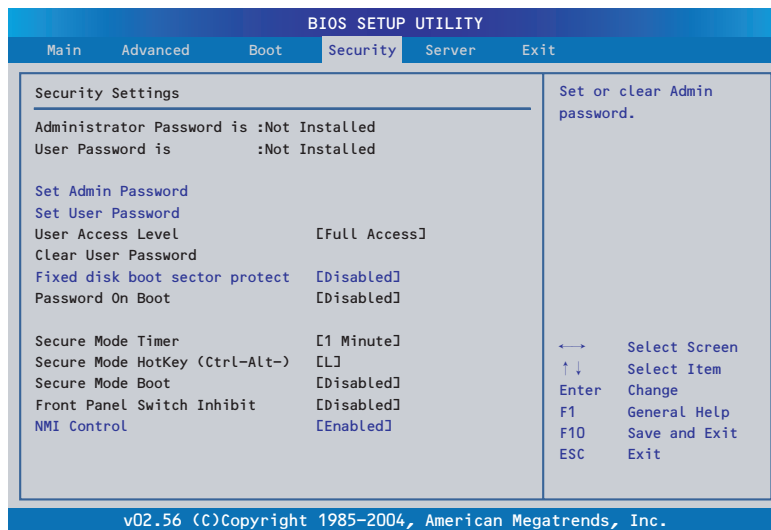 BIOS SETUP UTILITY
Main Advanced Boot Security Server Exit
Security Settings
Administrator Password is :Not Installed
User Password is :Not Installed
Set Admin Password
Set User Password
User Access Level [Full Access]
Clear User Password
Fixed disk boot sector protect [Disabled]
Password On Boot [Disabled]
Secure Mode Timer [1 Minute]
Secure Mode HotKey (Ctrl-Alt-) [L]
Secure Mode Boot [Disabled]
Front Panel Switch Inhibit [Disabled]
NMI Control [Enabled]
Set or clear Admin
password.
←→ Select Screen
↑↓ Select Item
Enter Change
F1 General Help
F10 Save and Exit
ESC Exit
v02.56 (C)Copyright 1985-2004, American Megatrends, Inc.